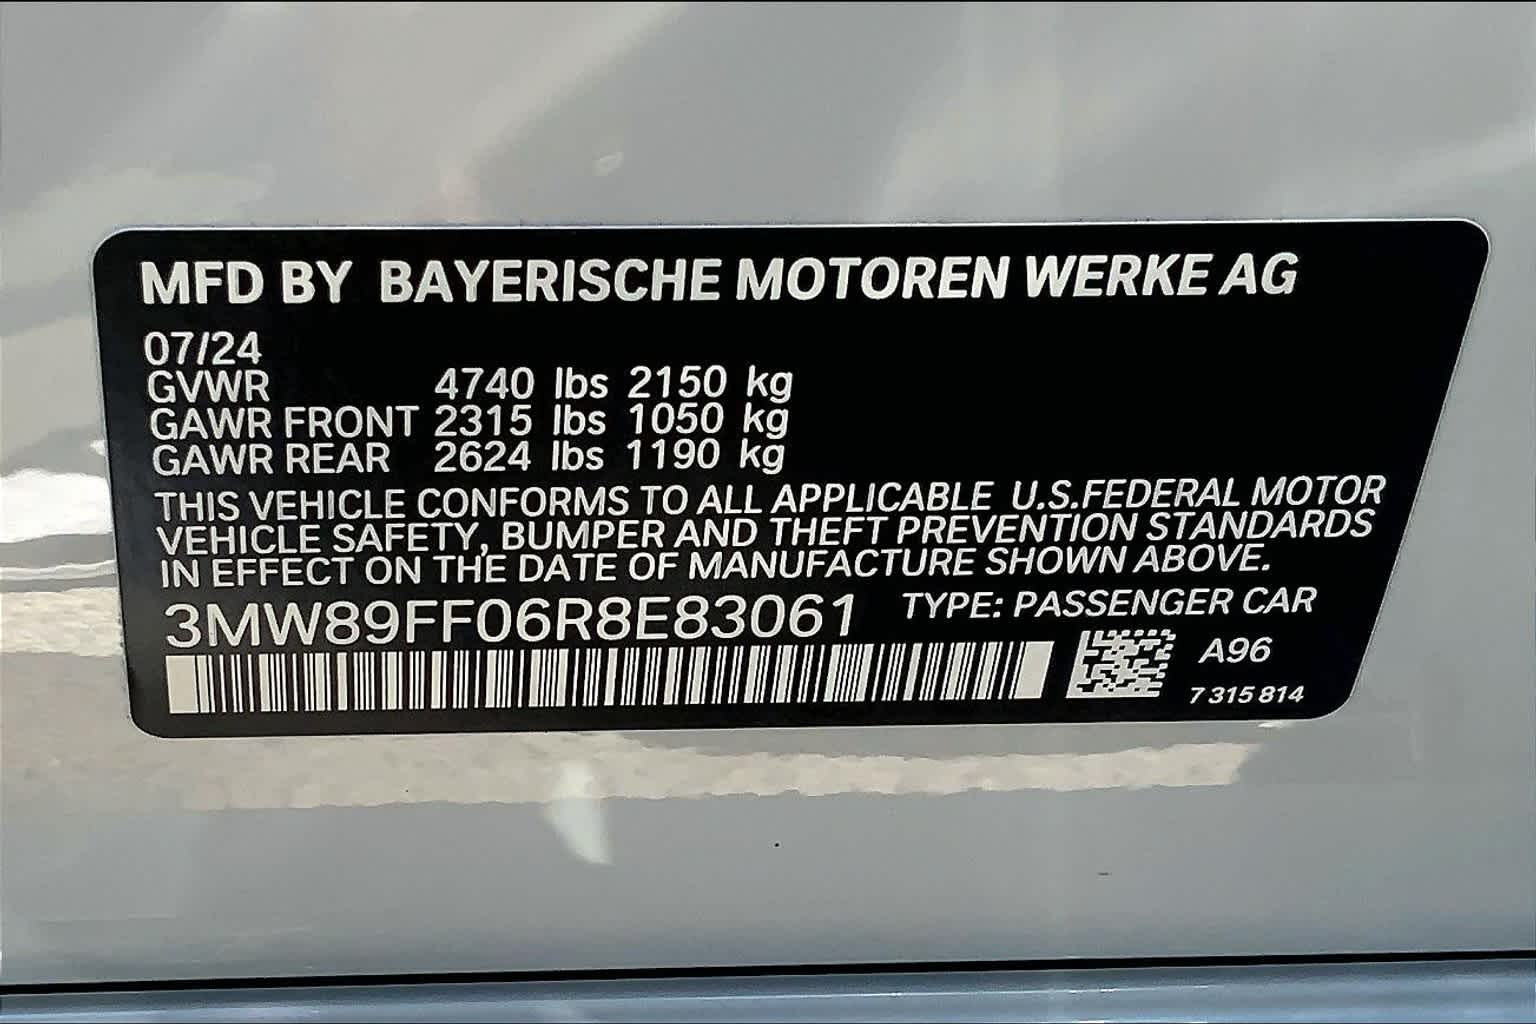 MFD BY BAYERISCHE MOTOREN WERKE AG
07/24
GVWR 4740 lbs 2150 kg
GAWR FRONT 2315 lbs 1050 kg
GAWR REAR 2624 lbs 1190 kg
THIS VEHICLE CONFORMS TO ALL APPLICABLE U.S.FEDERAL MOTOR
VEHICLE SAFETY, BUMPER AND THEFT PREVENTION STANDARDS
IN EFFECT ON THE DATE OF MANUFACTURE SHOWN ABOVE.
3MW89FF06R8E83061 TYPE: PASSENGER CAR
A96
7 315 814